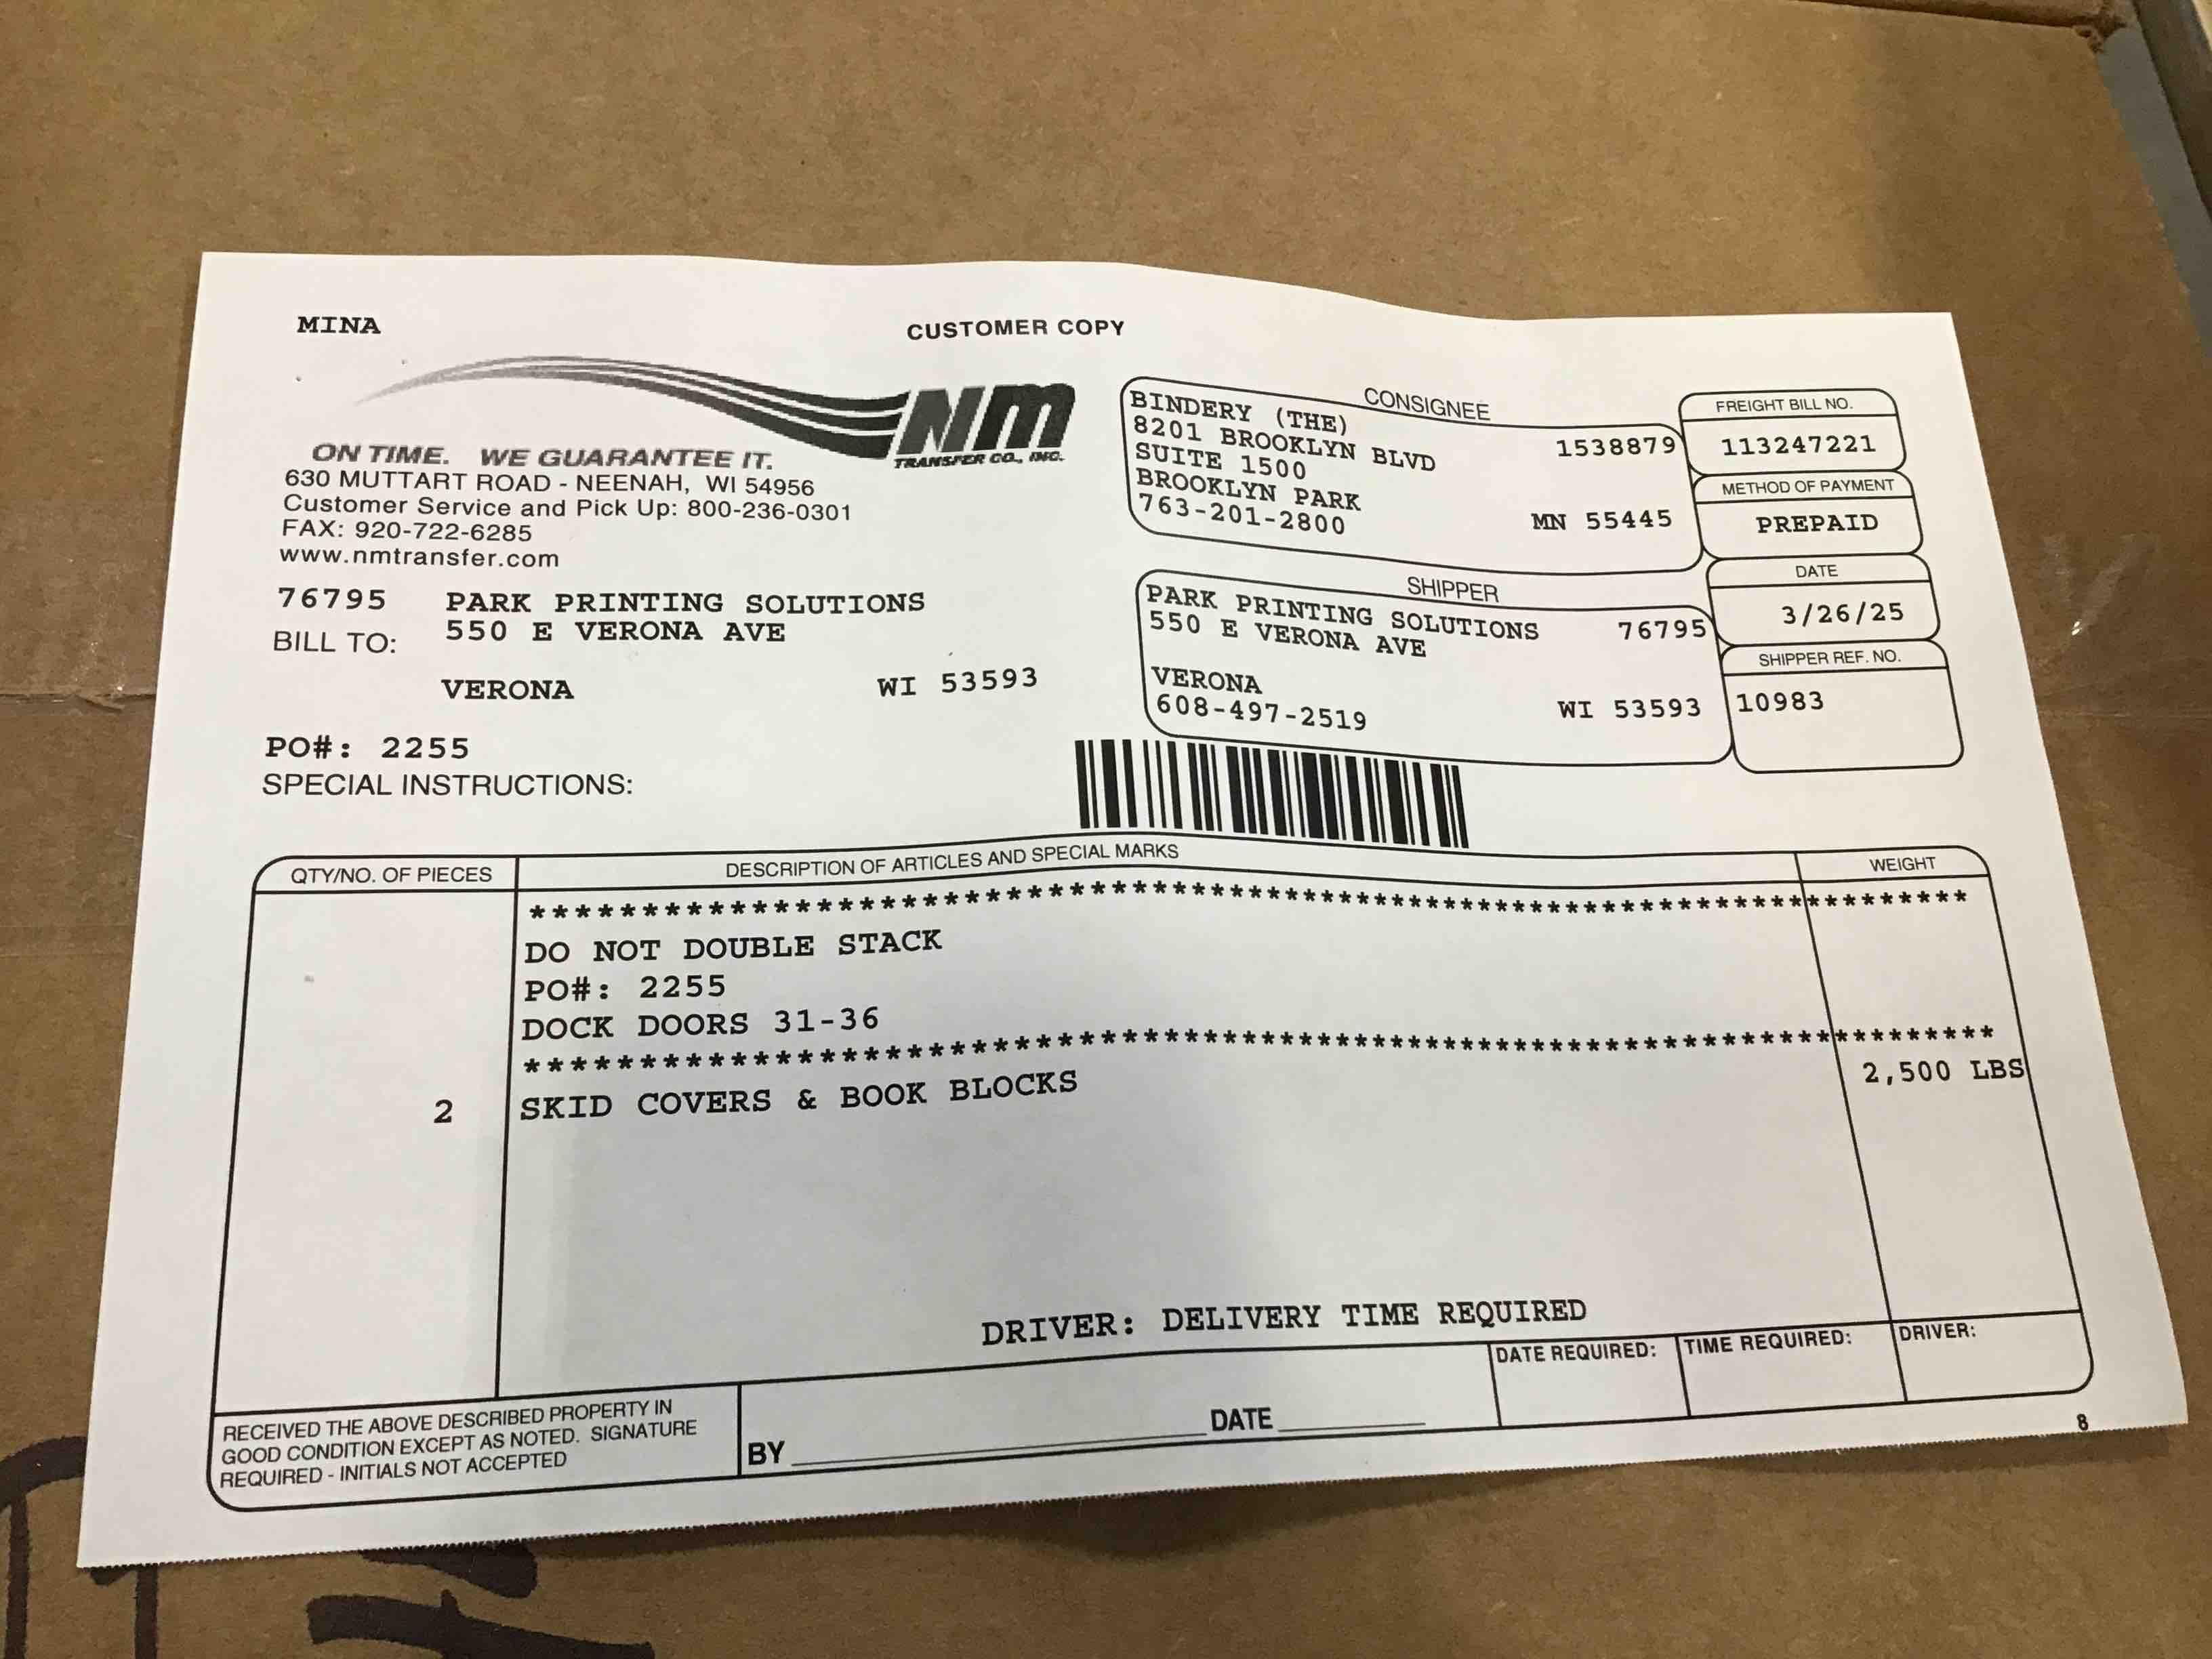 MINA
CUSTOMER COPY
NM
TRANSFER CO., INC.
ON TIME. WE GUARANTEE IT.
630 MUTTART ROAD - NEENAH, WI 54956
Customer Service and Pick Up: 800-236-0301
FAX: 920-722-6285
www.nmtransfer.com
76795 PARK PRINTING SOLUTIONS
BILL TO: 550 E VERONA AVE
VERONA WI 53593
PO#: 2255
SPECIAL INSTRUCTIONS:
CONSIGNEE
BINDERY (THE) 1538879
8201 BROOKLYN BLVD
SUITE 1500
BROOKLYN PARK MN 55445
763-201-2800
SHIPPER
PARK PRINTING SOLUTIONS 76795
550 E VERONA AVE
VERONA WI 53593
608-497-2519
FREIGHT BILL NO.
113247221
METHOD OF PAYMENT
PREPAID
DATE
3/26/25
SHIPPER REF. NO.
10983
QTY/NO. OF PIECES DESCRIPTION OF ARTICLES AND SPECIAL MARKS WEIGHT
********************************************************************
DO NOT DOUBLE STACK
PO#: 2255
DOCK DOORS 31-36
********************************************************************
2 SKID COVERS & BOOK BLOCKS 2,500 LBS
DRIVER: DELIVERY TIME REQUIRED
RECEIVED THE ABOVE DESCRIBED PROPERTY IN
GOOD CONDITION EXCEPT AS NOTED. SIGNATURE
REQUIRED - INITIALS NOT ACCEPTED
BY DATE
DATE REQUIRED: TIME REQUIRED: DRIVER:
8